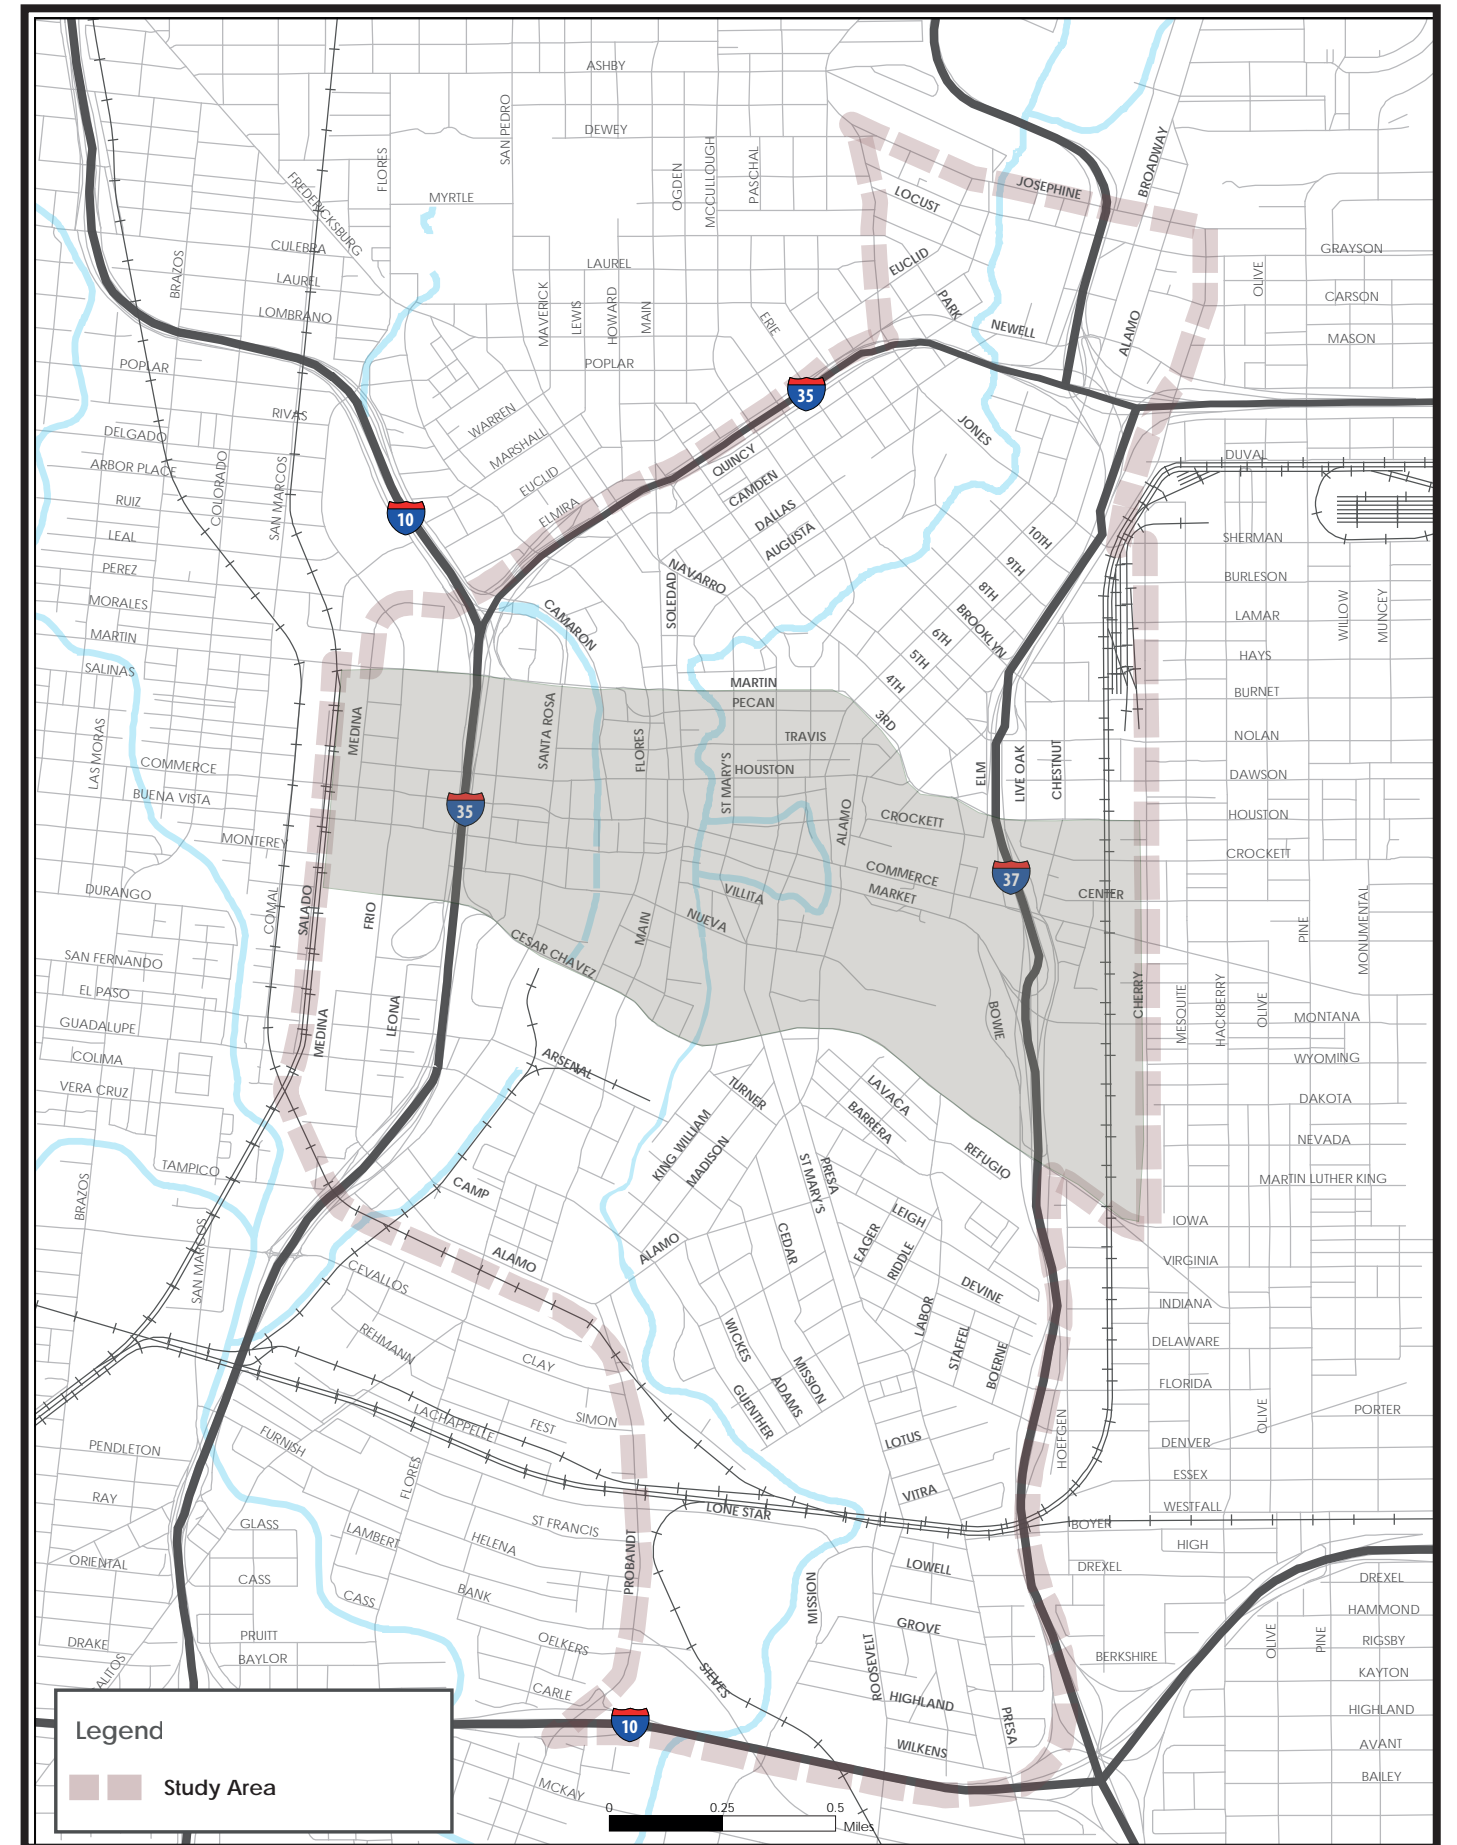 ASHBY
SAN PEDRO
DEWEY
FLORES
FREDERICKSBURG
MYRTLE
OGDEN
MCCULLOUGH
PASCHAL
LOCUST
JOSEPHINE
BROADWAY
BRAZOS
CULEBRA
LAUREL
LAUREL
LOMBRANO
EUCLID
PARK
NEWELL
ALAMO
OLIVE
GRAYSON
CARSON
MASON
MAVERICK
LEWIS
HOWARD
MAIN
ERIE
POPLAR
POPLAR
35
RIVAS
WARREN
MARSHALL
EUCLID
ELMIRA
QUINCY
CAMDEN
DALLAS
AUGUSTA
JONES
DELGADO
ARBOR PLACE
RUIZ
COLORADO
SAN MARCOS
10
DUVAL
LEAL
PEREZ
MORALES
MARTIN
SALINAS
NAVARRO
SOLEDAD
CAMARON
10TH
9TH
8TH
BROOKLYN
6TH
5TH
4TH
3RD
SHERMAN
BURLESON
LAMAR
WILLOW
MUNCEY
HAYS
BURNET
NOLAN
DAWSON
HOUSTON
CROCKETT
MARTIN
PECAN
TRAVIS
HOUSTON
ST MARY'S
MEDINA
SANTA ROSA
FLORES
LAS MORAS
COMMERCE
BUENA VISTA
MONTEREY
35
ALAMO
CROCKETT
ELM
LIVE OAK
CHESTNUT
COMMERCE
MARKET
37
CENTER
DURANGO
COMAL
SALADO
FRIO
VILLITA
NUEVA
MAIN
CESAR CHAVEZ
PINE
MONUMENTAL
SAN FERNANDO
EL PASO
GUADALUPE
COLIMA
VERA CRUZ
MEDINA
LEONA
BOWIE
CHERRY
MESQUITE
HACKBERRY
OLIVE
MONTANA
WYOMING
DAKOTA
NEVADA
MARTIN LUTHER KING
ARSENAL
TURNER
LAVACA
BARRERA
REFUGIO
KING WILLIAM
MADISON
PRESA
ST MARY'S
TAMPICO
BRAZOS
SAN MARCOS
CAMP
ALAMO
ALAMO
CEDAR
EAGER
LEIGH
RIDDLE
IOWA
VIRGINIA
INDIANA
DELAWARE
FLORIDA
CEVALLOS
REHMANN
DEVINE
LABOR
STAFFEL
BOERNE
WICKES
MISSION
ADAMS
GUENTHER
CLAY
SIMON
FEST
LACHAPPELLE
FURNISH
FLORES
PENDLETON
RAY
LOTUS
VITRA
HOEFGEN
OLIVE
PORTER
DENVER
ESSEX
WESTFALL
BOYER
HIGH
GLASS
LAMBERT
HELENA
ST FRANCIS
LONE STAR
PROBANDT
ORIENTAL
CASS
CASS
BANK
LOWELL
MISSION
DREXEL
DREXEL
HAMMOND
RIGSBY
KAYTON
HIGHLAND
AVANT
BAILEY
DRAKE
PRUITT
BAYLOR
OELKERS
CARLE
STEVES
GROVE
ROOSEVELT
HIGHLAND
WILKENS
PRESA
BERKSHIRE
OLIVE
PINE
ALITOS
10
MCKAY
Legend
Study Area
0 0.25 0.5
Miles